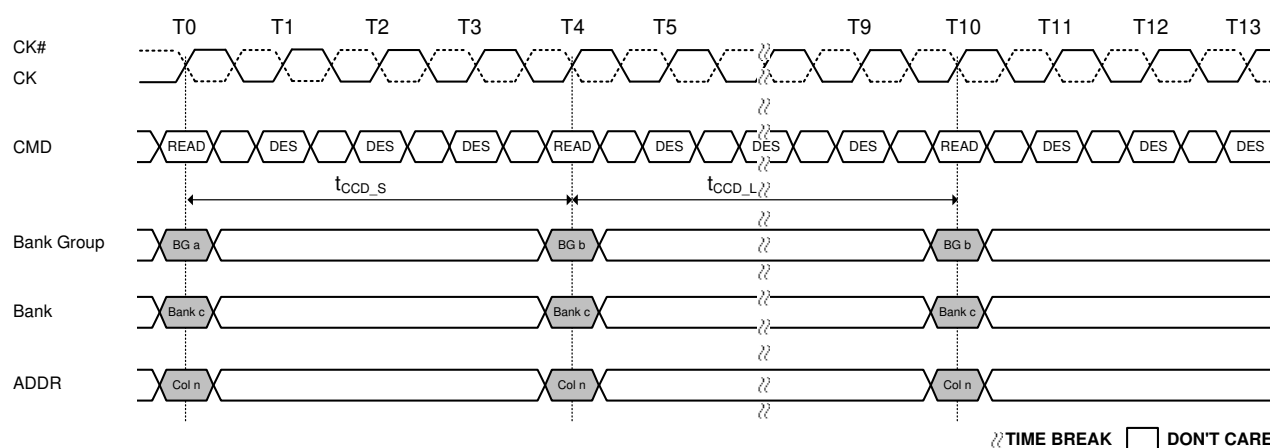 T0 T1 T2 T3 T4 T5 T9 T10 T11 T12 T13
CK#
CK
CMD READ DES DES DES READ DES DES DES READ DES DES DES
tCCD_S tCCD_L
Bank Group BG a BG b BG b
Bank Bank c Bank c Bank c
ADDR Col n Col n Col n
TIME BREAK DON'T CARE